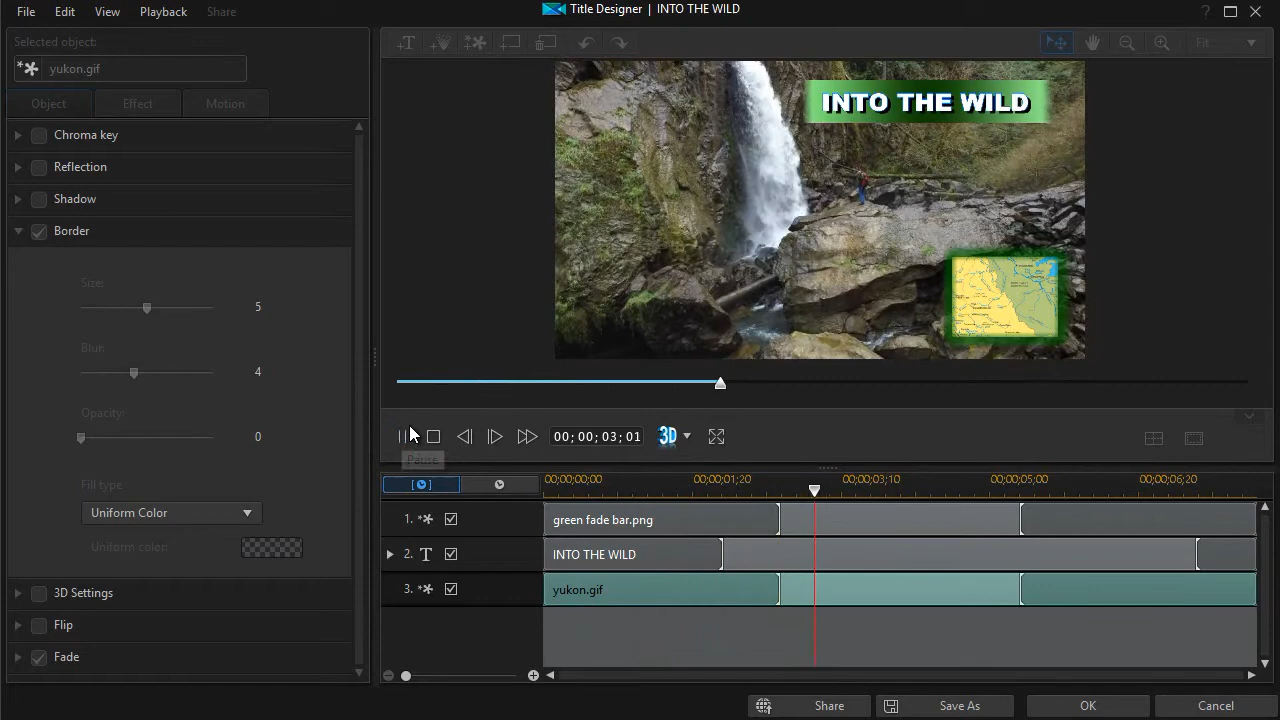 File Edit View Playback Share
Title Designer | INTO THE WILD
?
Selected object:
yukon.gif
Object Effect Motion
Fit
Chroma key
Reflection
Shadow
Border
Size:
5
Blur:
4
Opacity:
0
Fill type
Uniform Color
Uniform color:
3D Settings
Flip
Fade
INTO THE WILD
00; 00; 03; 01
3D
Pause
00;00;00;00 00;00;01;20 00;00;03;10 00;00;05;00 00;00;06;20
1. green fade bar.png
2. T INTO THE WILD
3. yukon.gif
Share Save As OK Cancel